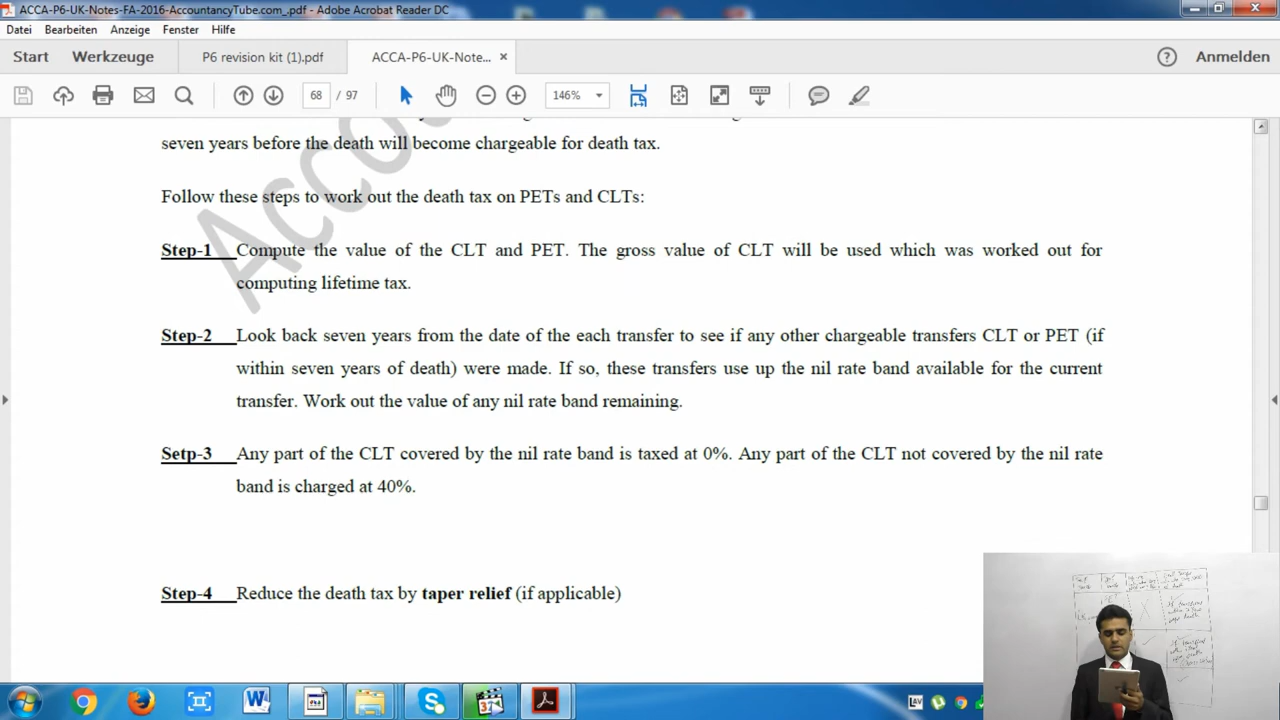 ACCA-P6-UK-Notes-FA-2016-AccountancyTube.com_.pdf - Adobe Acrobat Reader DC
Datei Bearbeiten Anzeige Fenster Hilfe
Start Werkzeuge P6 revision kit (1).pdf ACCA-P6-UK-Note... × Anmelden
68 / 97 146%
seven years before the death will become chargeable for death tax.
Follow these steps to work out the death tax on PETs and CLTs:
Step-1 Compute the value of the CLT and PET. The gross value of CLT will be used which was worked out for
computing lifetime tax.
Step-2 Look back seven years from the date of the each transfer to see if any other chargeable transfers CLT or PET (if
within seven years of death) were made. If so, these transfers use up the nil rate band available for the current
transfer. Work out the value of any nil rate band remaining.
Setp-3 Any part of the CLT covered by the nil rate band is taxed at 0%. Any part of the CLT not covered by the nil rate
band is charged at 40%.
Step-4 Reduce the death tax by taper relief (if applicable)
LAV